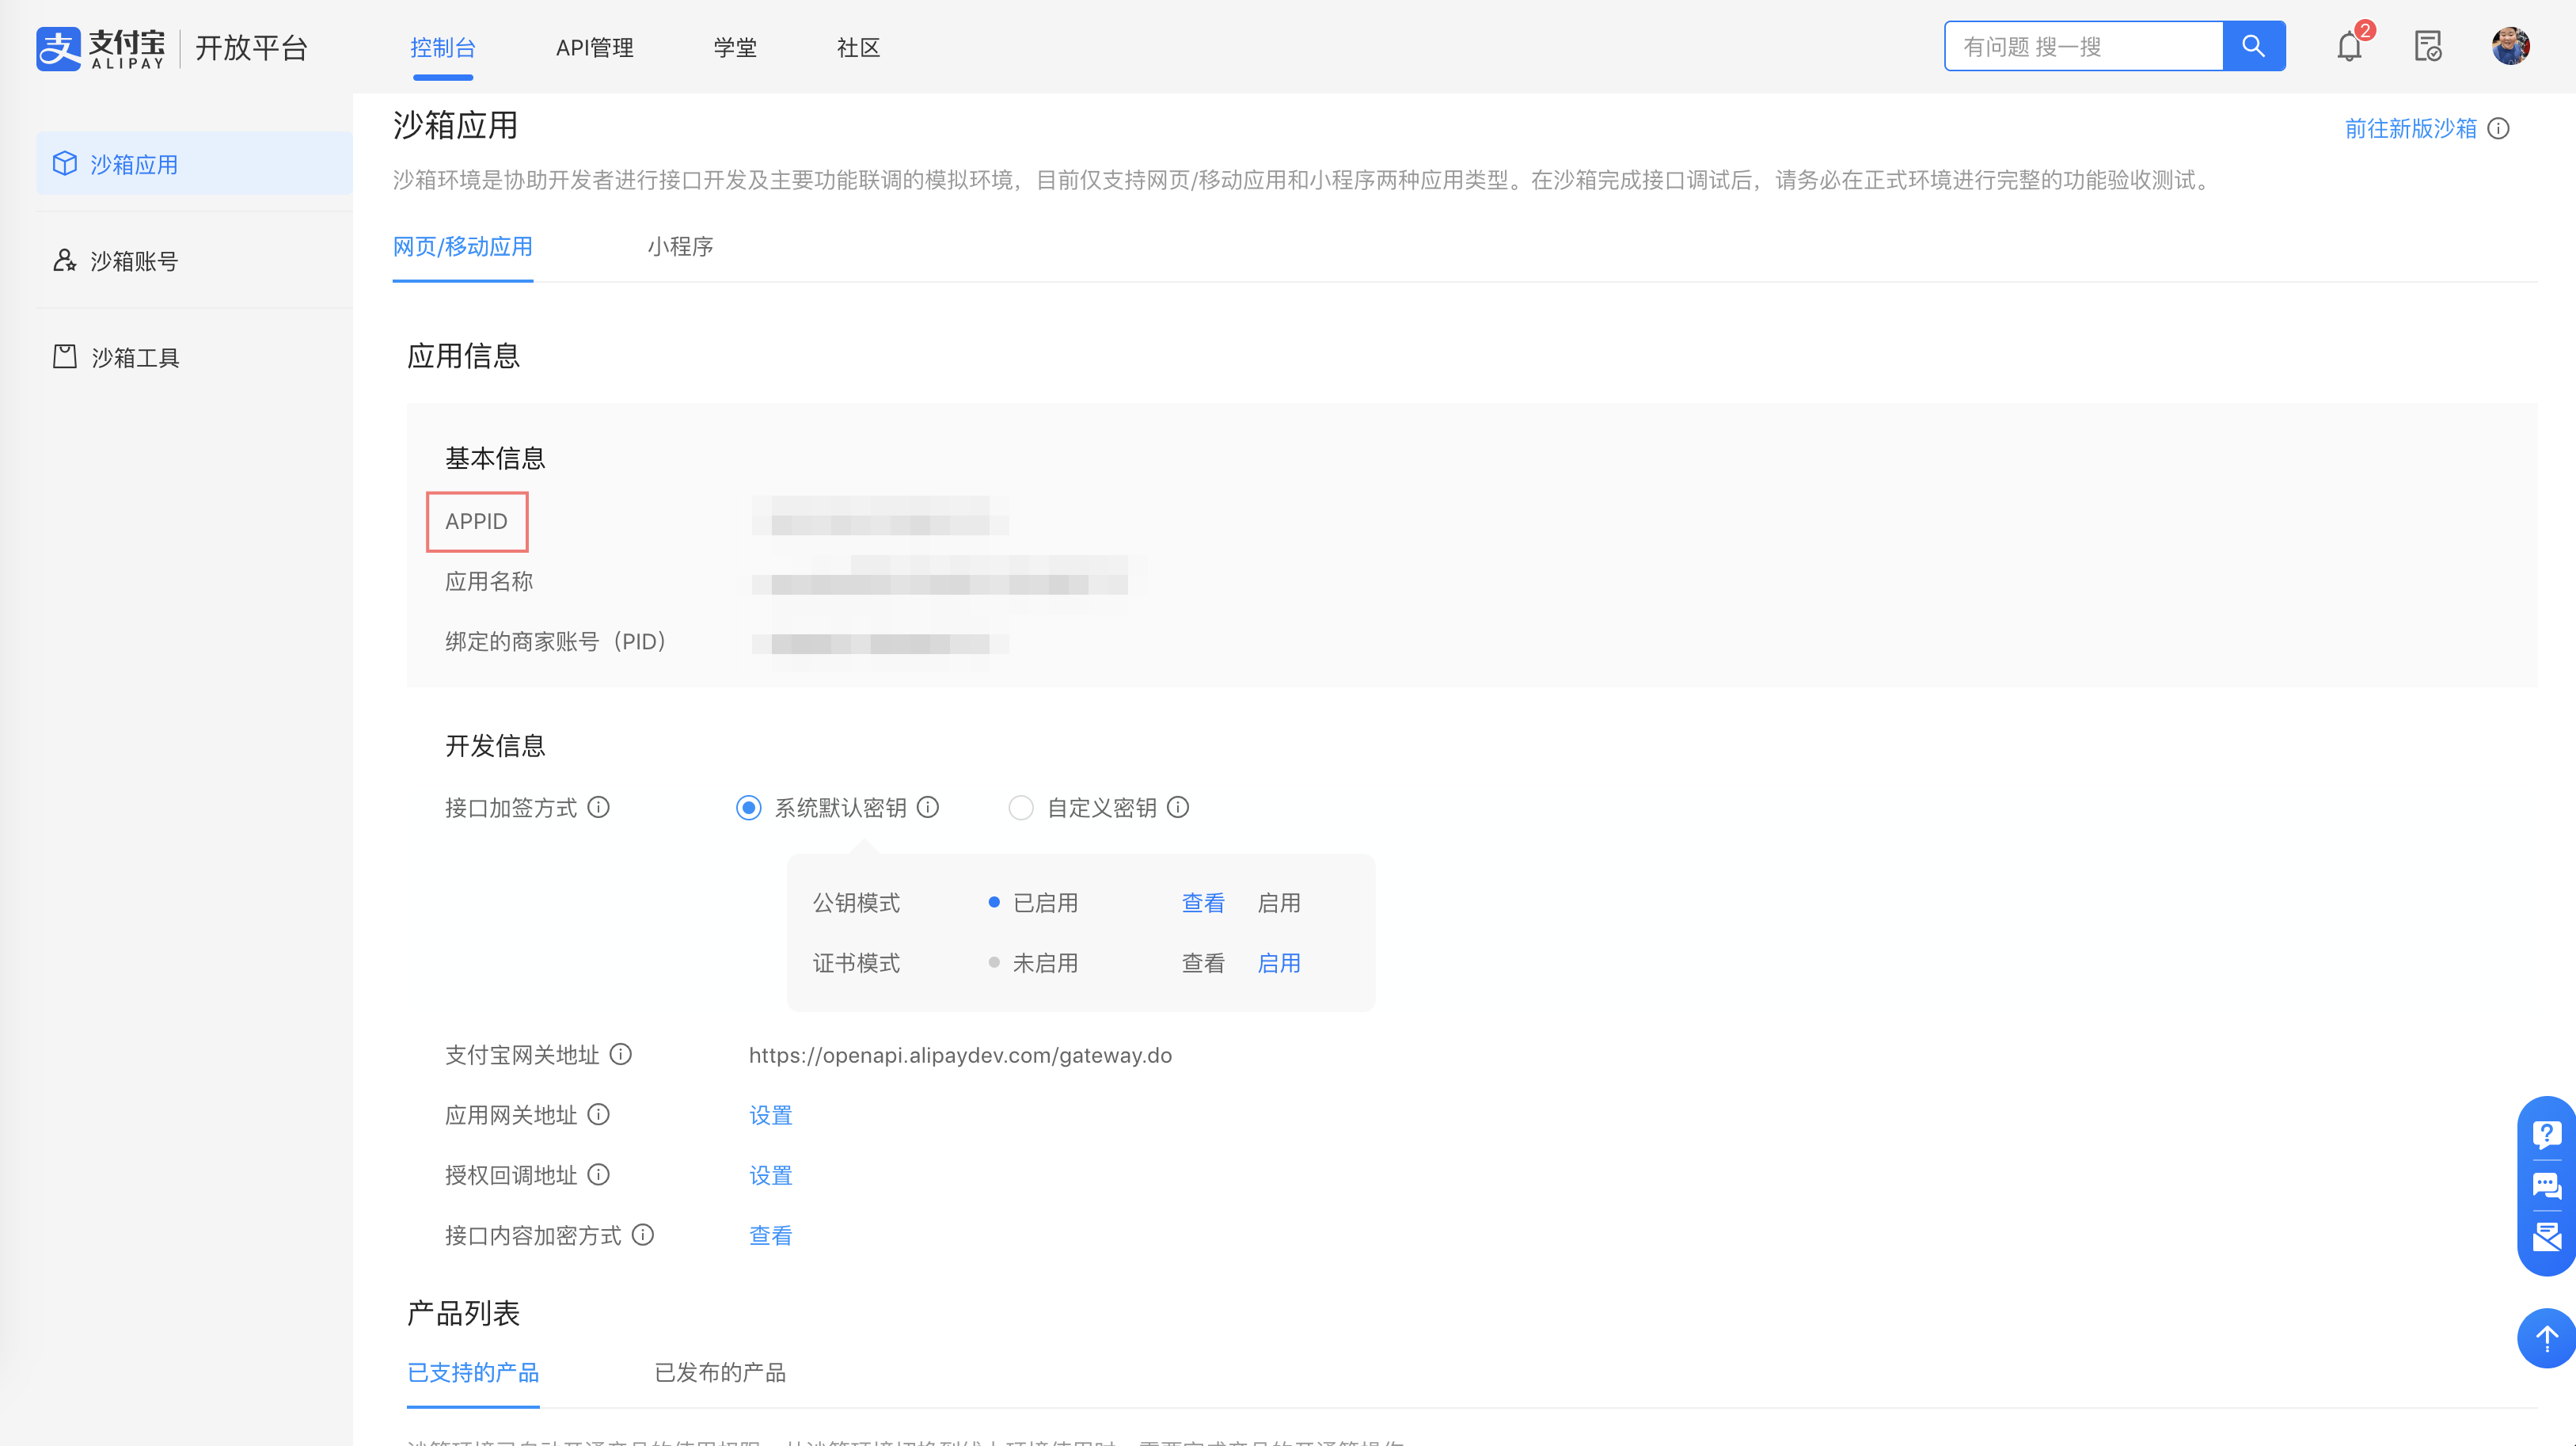 支付宝 ALIPAY 开放平台 控制台 API管理 学堂 社区 有问题 搜一搜 2
沙箱应用
沙箱账号
沙箱工具
沙箱应用 前往新版沙箱
沙箱环境是协助开发者进行接口开发及主要功能联调的模拟环境，目前仅支持网页/移动应用和小程序两种应用类型。在沙箱完成接口调试后，请务必在正式环境进行完整的功能验收测试。
网页/移动应用 小程序
应用信息
基本信息
APPID
应用名称
绑定的商家账号（PID）
开发信息
接口加签方式 系统默认密钥 自定义密钥
公钥模式 已启用 查看 启用
证书模式 未启用 查看 启用
支付宝网关地址 https://openapi.alipaydev.com/gateway.do
应用网关地址 设置
授权回调地址 设置
接口内容加密方式 查看
产品列表
已支持的产品 已发布的产品